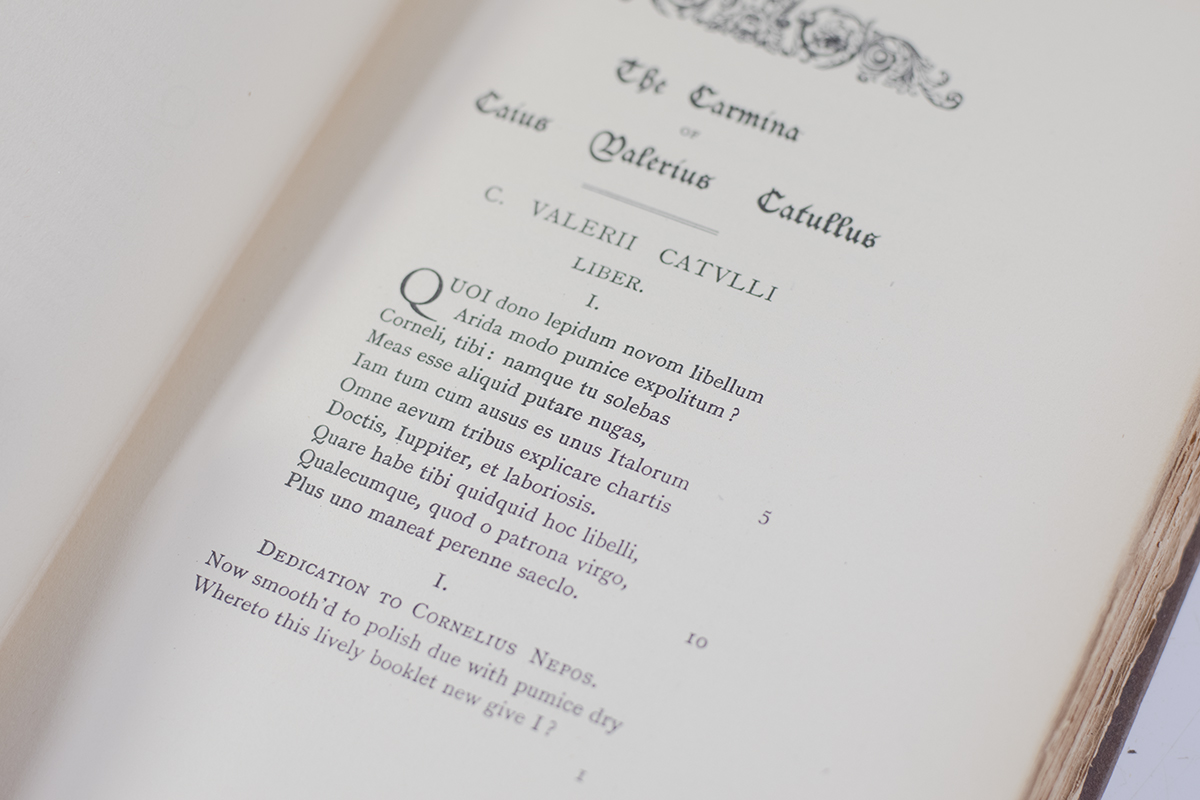 The Carmina
OF
Caius Valerius Catullus
C. VALERII CATVLLI
LIBER.
I.
QUOI dono lepidum novom libellum
Arida modo pumice expolitum?
Corneli, tibi: namque tu solebas
Meas esse aliquid putare nugas,
Iam tum cum ausus es unus Italorum
Omne aevum tribus explicare chartis
Doctis, Iuppiter, et laboriosis. 5
Quare habe tibi quidquid hoc libelli,
Qualecumque, quod o patrona virgo,
Plus uno maneat perenne saeclo. 10
I.
DEDICATION TO CORNELIUS NEPOS.
Now smooth'd to polish due with pumice dry
Whereto this lively booklet new give I?
1